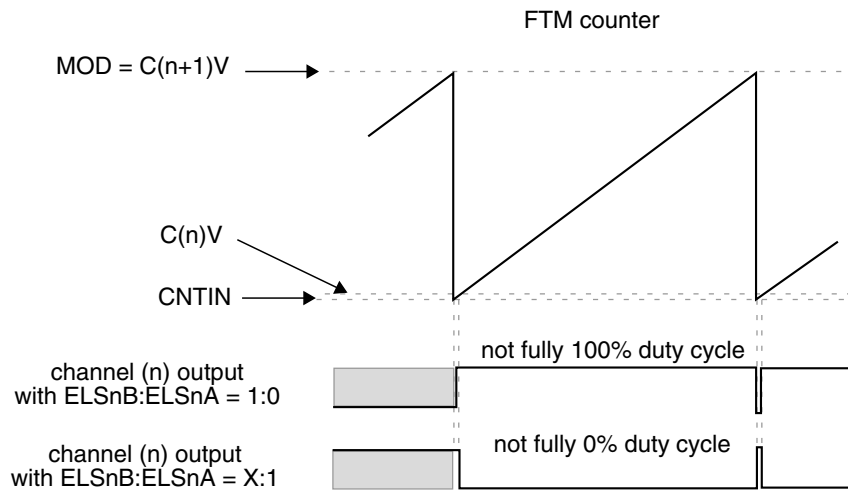 FTM counter
MOD = C(n+1)V
C(n)V
CNTIN
not fully 100% duty cycle
channel (n) output
with ELSnB:ELSnA = 1:0
not fully 0% duty cycle
channel (n) output
with ELSnB:ELSnA = X:1